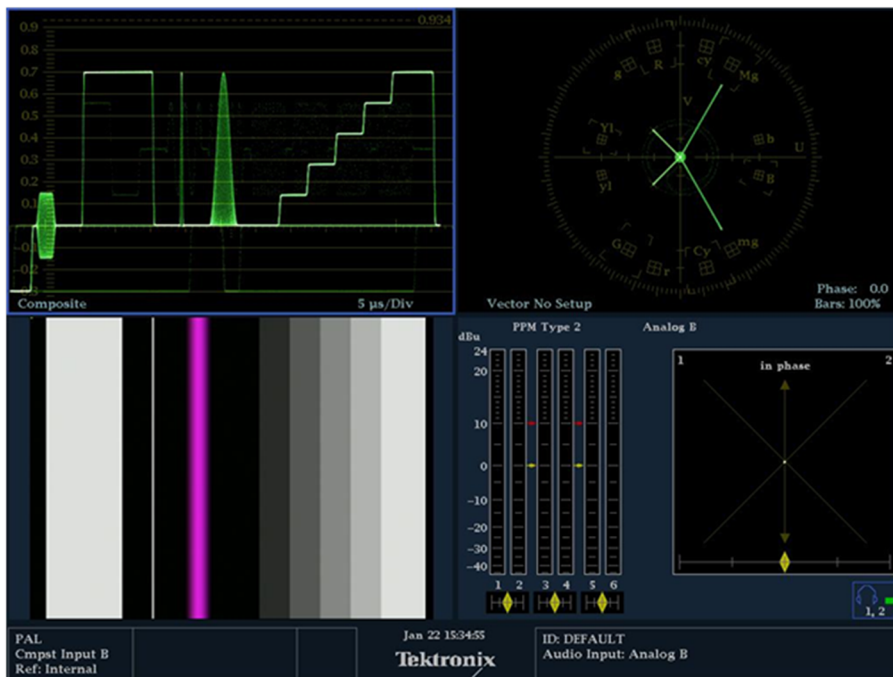 0.934
0.9
0.8
0.7
0.6
0.5
0.4
0.3
0.2
0.1
-0.1
Composite
5 µs/Div
g
R
cy
Mg
V
Yl
b
U
yl
B
G
r
Cy
mg
Phase: 0.0
Vector No Setup
Bars: 100%
PPM Type 2
Analog B
dBu
24
20
10
0
-10
-20
-30
-40
1 2 3 4 5 6
1
2
in phase
1, 2
PAL
Cmpst Input B
Ref: Internal
Jan 22 15:34:55
Tektronix
ID: DEFAULT
Audio Input: Analog B